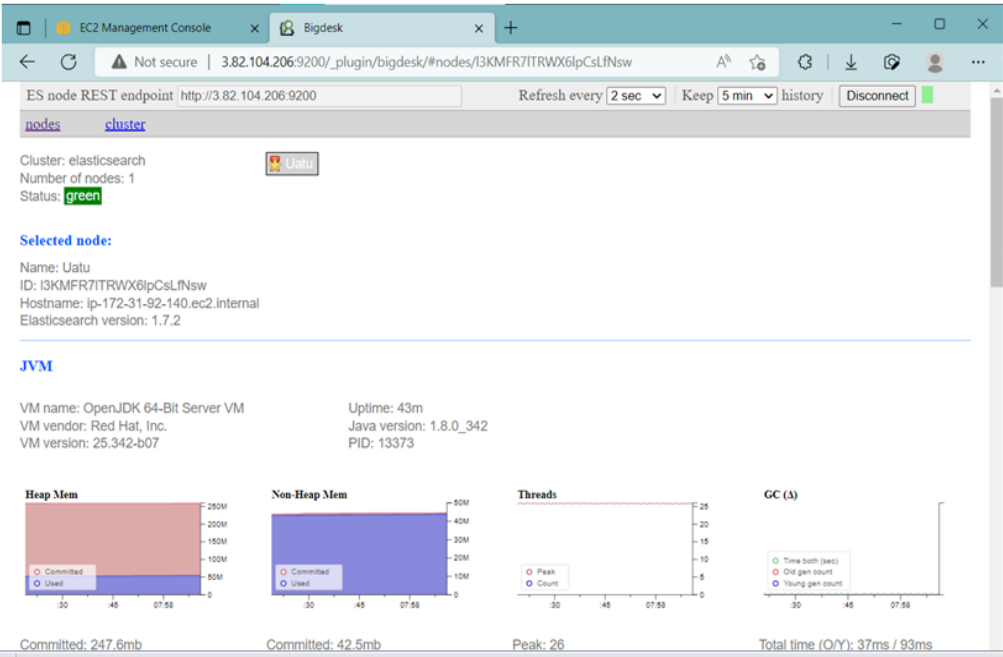 EC2 Management Console
Bigdesk
Not secure | 3.82.104.206:9200/_plugin/bigdesk/#nodes/l3KMFR7lTRWX6lpCsLfNsw
ES node REST endpoint http://3.82.104.206:9200 Refresh every 2 sec Keep 5 min history Disconnect
nodes cluster
Cluster: elasticsearch
Number of nodes: 1
Status: green
Uatu
Selected node:
Name: Uatu
ID: l3KMFR7lTRWX6lpCsLfNsw
Hostname: ip-172-31-92-140.ec2.internal
Elasticsearch version: 1.7.2
JVM
VM name: OpenJDK 64-Bit Server VM
VM vendor: Red Hat, Inc.
VM version: 25.342-b07
Uptime: 43m
Java version: 1.8.0_342
PID: 13373
Heap Mem
250M
200M
150M
100M
50M
0
Committed
Used
:30 :45 07:58
Committed: 247.6mb
Non-Heap Mem
50M
40M
30M
20M
10M
0
Committed
Used
:30 :45 07:58
Committed: 42.5mb
Threads
25
20
15
10
5
0
Peak
Count
:30 :45 07:58
Peak: 26
GC (Δ)
Time both (sec)
Old gen count
Young gen count
:30 :45 07:58
Total time (O/Y): 37ms / 93ms